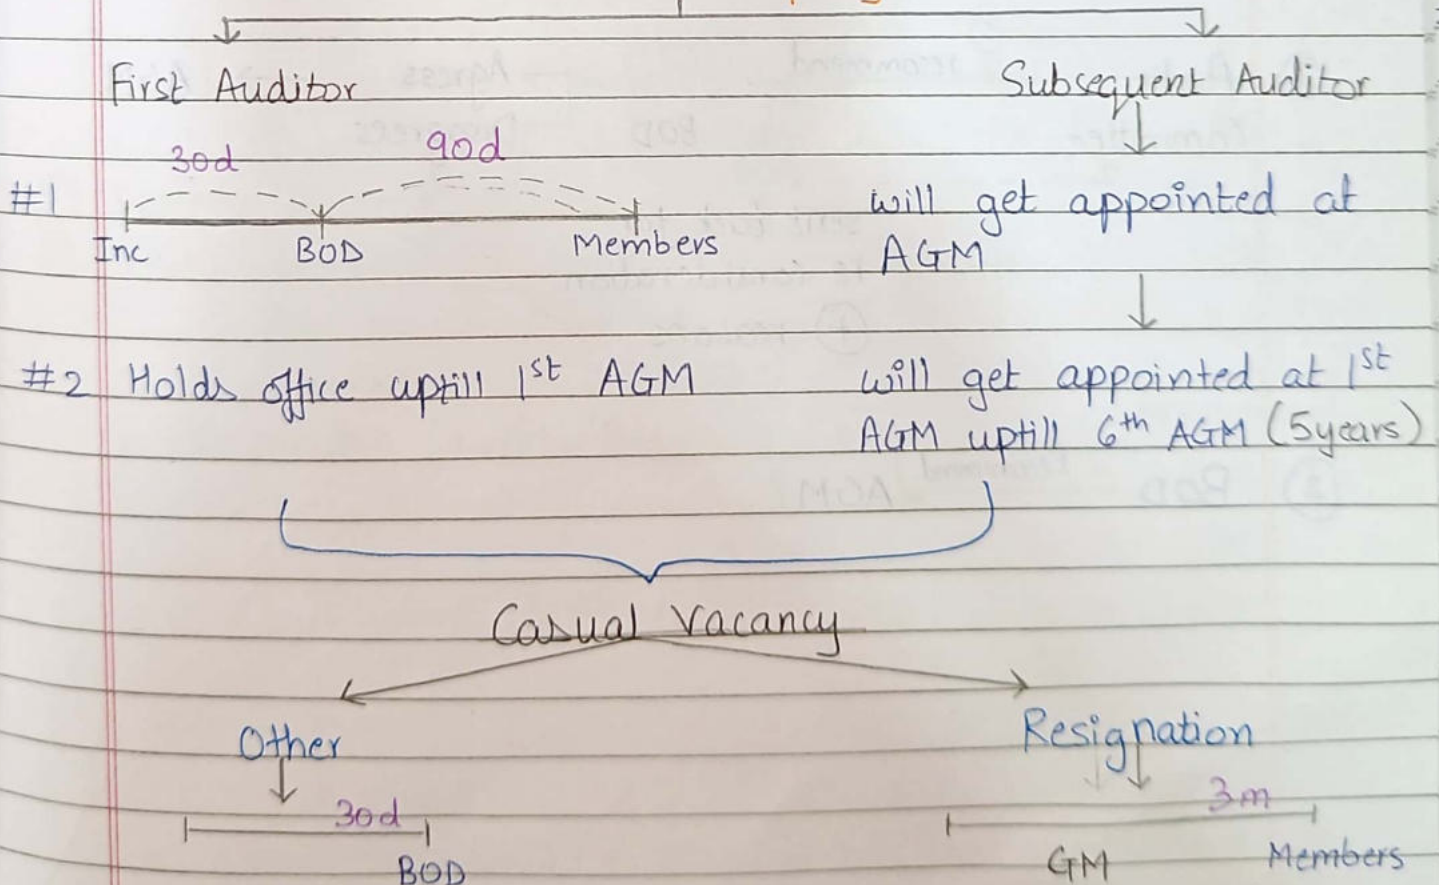 First Auditor
Subsequent Auditor
30d
90d
#1
Inc
BOD
Members
will get appointed at
AGM
#2 Holds office uptill 1st AGM
will get appointed at 1st
AGM uptill 6th AGM (5years)
Casual Vacancy
Other
Resignation
30d
BOD
3m
GM
Members